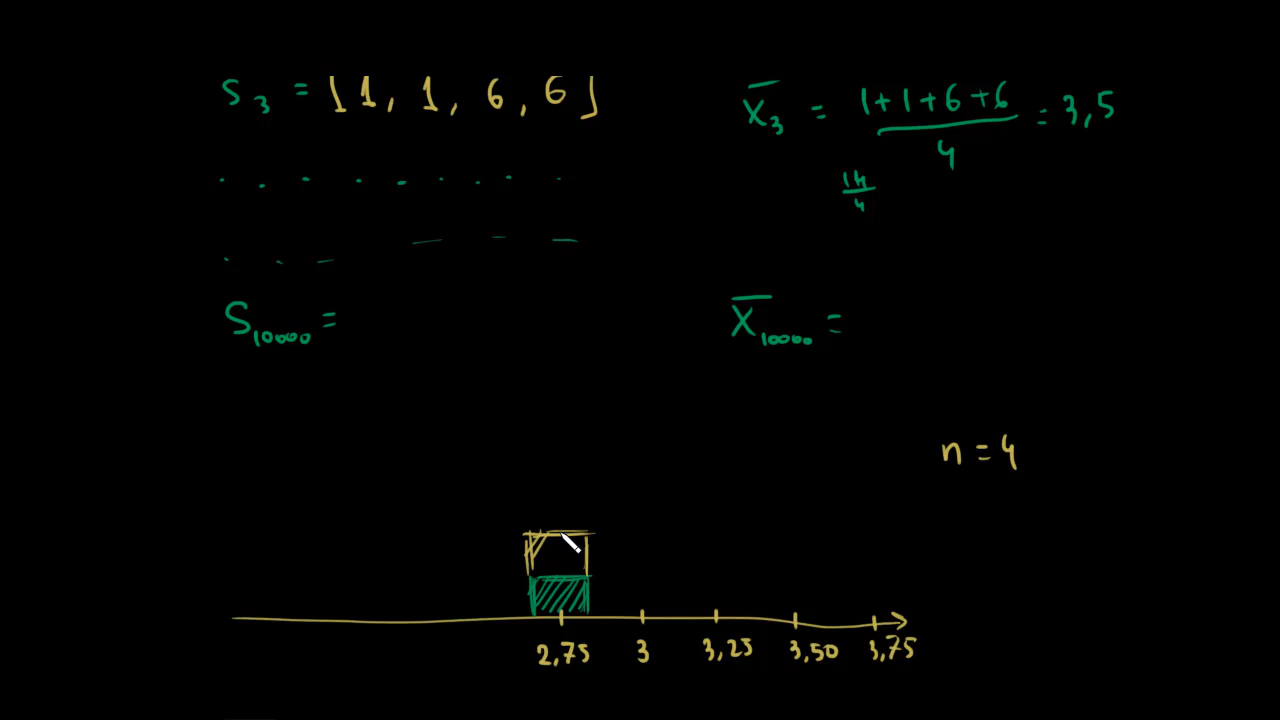 S₃ = [1, 1, 6, 6]
X̄₃ = (1+1+6+6)/4 = 3,5
14/4
S₁₀₀₀₀ =
X̄₁₀₀₀₀ =
n = 4
2,75 3 3,25 3,50 3,75